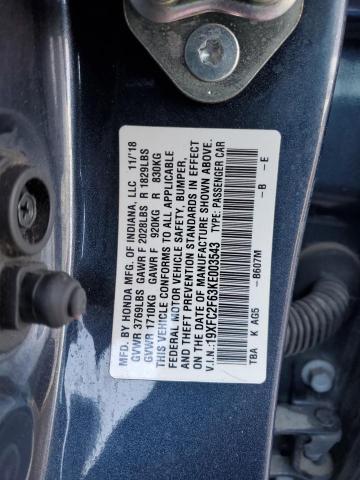 MFD. BY HONDA MFG. OF INDIANA, LLC 11/18
GVWR 3769LBS GAWR F 2028LBS R 1829LBS
GVWR 1710KG GAWR F 920KG R 830KG
THIS VEHICLE CONFORMS TO ALL APPLICABLE
FEDERAL MOTOR VEHICLE SAFETY, BUMPER,
AND THEFT PREVENTION STANDARDS IN EFFECT
ON THE DATE OF MANUFACTURE SHOWN ABOVE.
V.I.N.:19XFC2F63KE003543 TYPE: PASSENGER CAR
TBA K AG5 -B607M -B -E